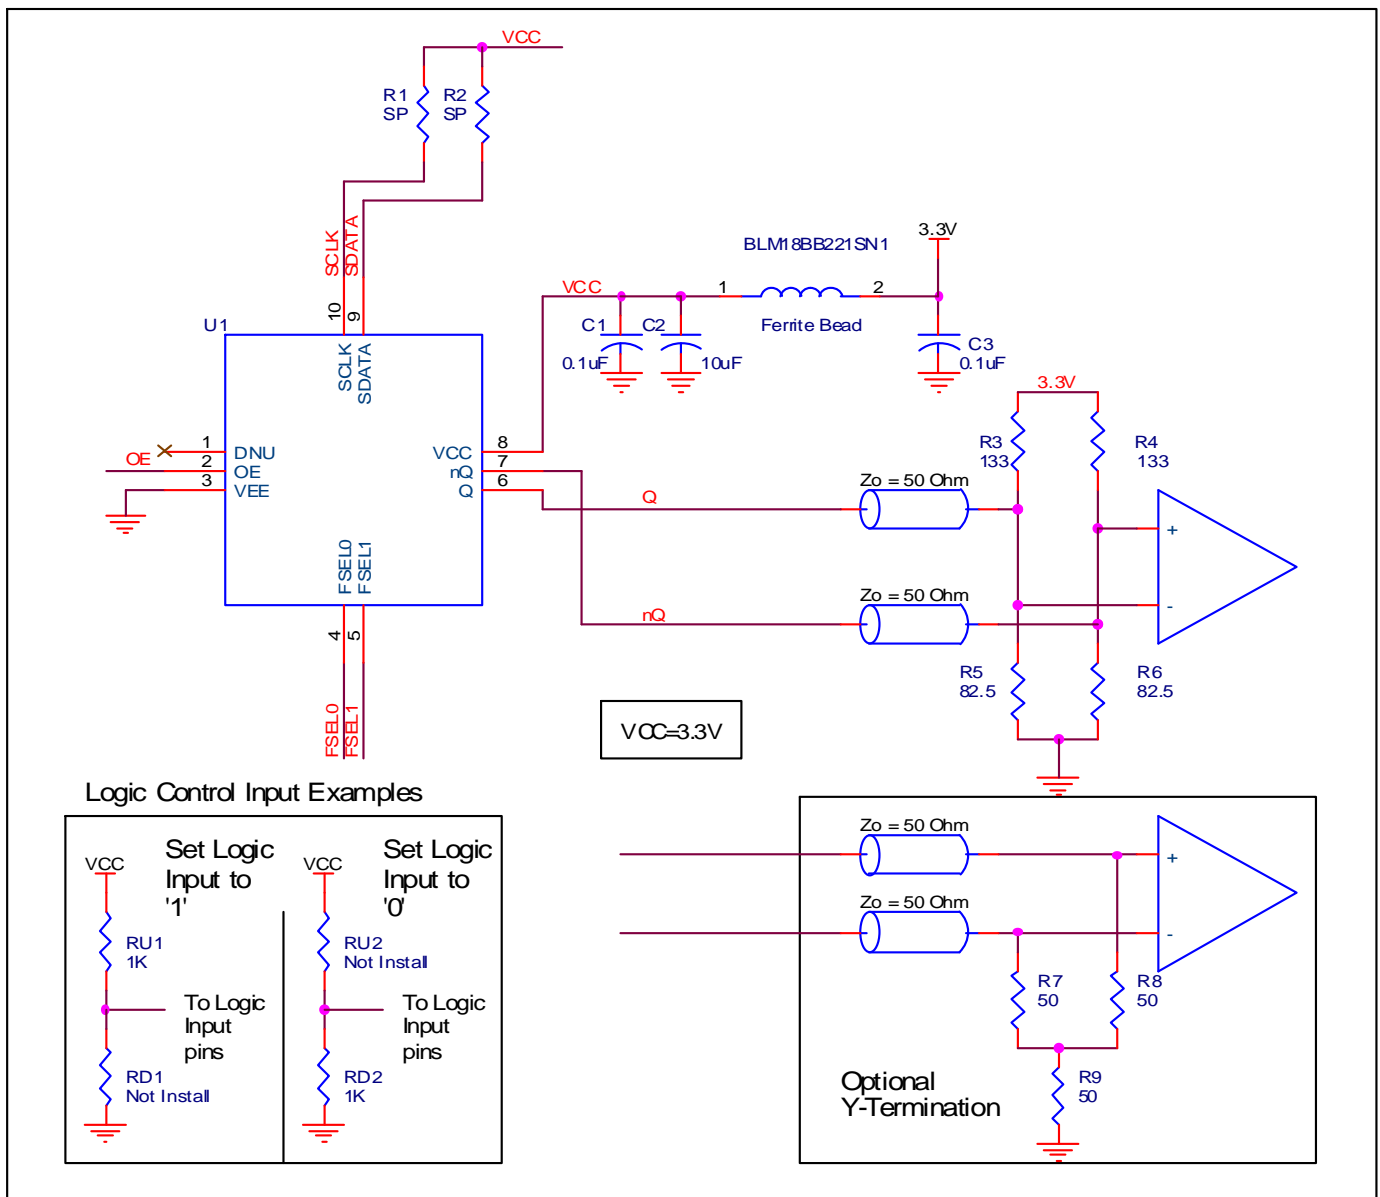 VCC
R1
SP
R2
SP
SCLK
SDATA
10
9
U1
SCLK
SDATA
1
DNU
OE
2
OE
3
VEE
VCC
8
nQ
7
Q
6
FSEL0
FSEL1
4
5
FSEL0
FSEL1
3.3V
BLM18BB221SN1
VCC
1
2
Ferrite Bead
C1
0.1uF
C2
10uF
C3
0.1uF
3.3V
R3
133
R4
133
Zo = 50 Ohm
Q
+
Zo = 50 Ohm
nQ
-
R5
82.5
R6
82.5
VCC=3.3V
Logic Control Input Examples
VCC
Set Logic
Input to
'1'
RU1
1K
To Logic
Input
pins
RD1
Not Install
VCC
Set Logic
Input to
'0'
RU2
Not Install
To Logic
Input
pins
RD2
1K
Zo = 50 Ohm
+
Zo = 50 Ohm
-
R7
50
R8
50
R9
50
Optional
Y-Termination